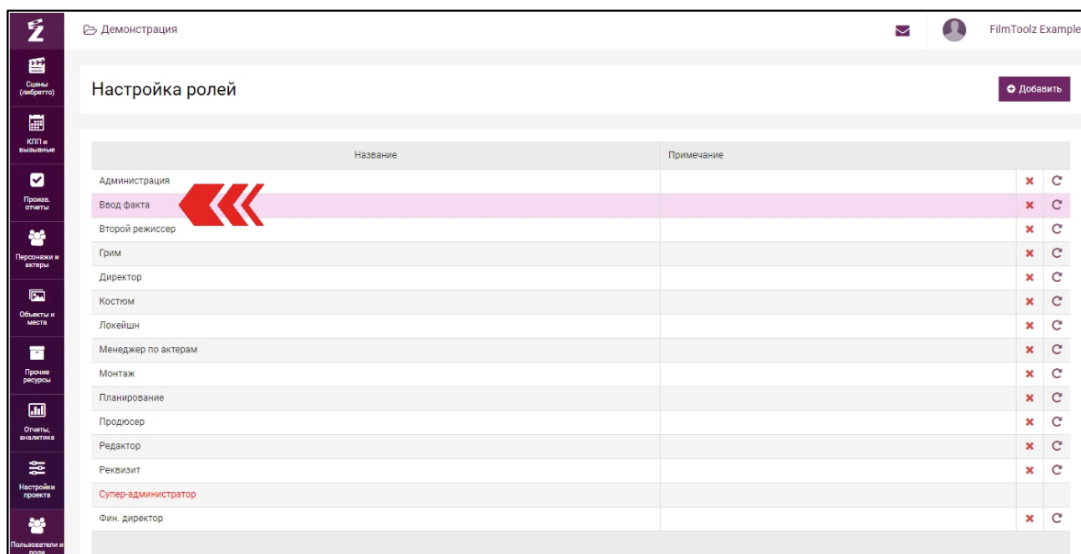 Демонстрация
FilmToolz Example
Сцены
(либретто)
КПП и
вызывные
Произв.
отчеты
Персонажи и
актеры
Объекты и
места
Прочие
ресурсы
Отчеты,
аналитика
Настройки
проекта
Пользователи и
роли
Настройка ролей
Добавить
Название Примечание
Администрация
Ввод факта
Второй режиссер
Грим
Директор
Костюм
Локейшн
Менеджер по актерам
Монтаж
Планирование
Продюсер
Редактор
Реквизит
Супер-администратор
Фин. директор